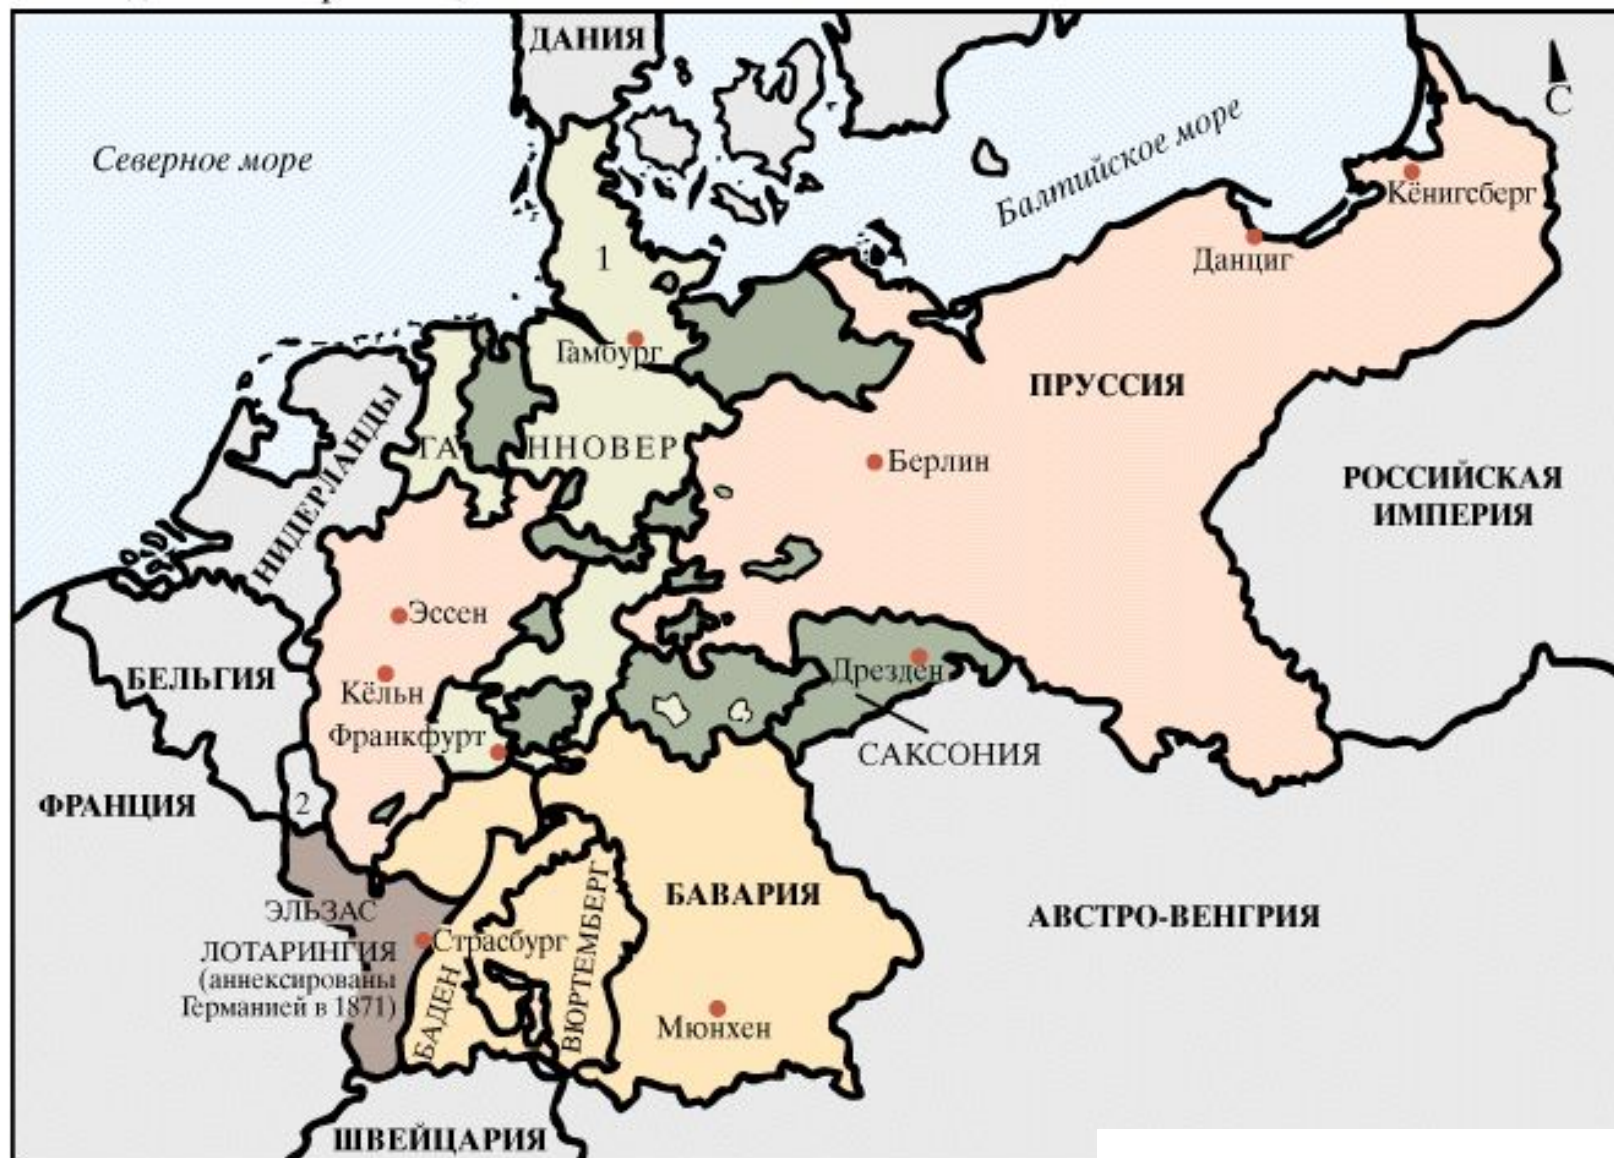 ДАНИЯ
С
Северное море
Балтийское море
Кёнигсберг
Данциг
1
Гамбург
ПРУССИЯ
НИДЕРЛАНДЫ
ГАННОВЕР
Берлин
РОССИЙСКАЯ
ИМПЕРИЯ
Эссен
БЕЛЬГИЯ
Кёльн
Дрезден
Франкфурт
САКСОНИЯ
ФРАНЦИЯ
2
ЭЛЬЗАС
ЛОТАРИНГИЯ
(аннексированы
Германией в 1871)
Страсбург
БАДЕН
ВЮРТЕМБЕРГ
БАВАРИЯ
АВСТРО-ВЕНГРИЯ
Мюнхен
ШВЕЙЦАРИЯ